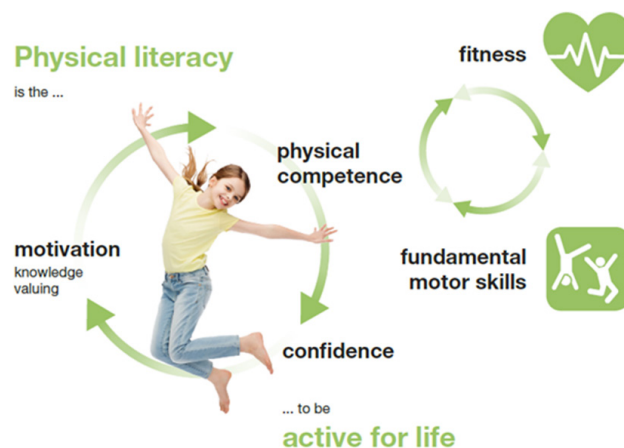 Physical literacy
is the ...
physical
competence
motivation
knowledge
valuing
confidence
... to be
active for life
fitness
fundamental
motor skills